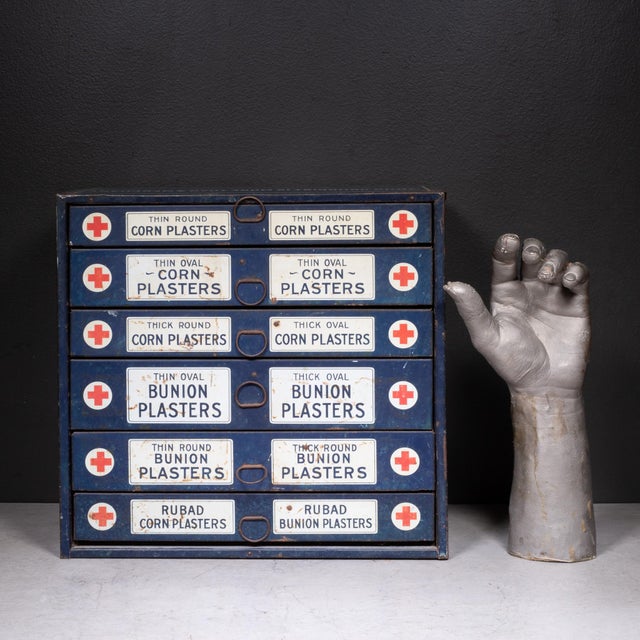 THIN ROUND
CORN PLASTERS
THIN ROUND
CORN PLASTERS
THIN OVAL
-CORN-
PLASTERS
THIN OVAL
-CORN-
PLASTERS
THICK ROUND
CORN PLASTERS
THICK OVAL
CORN PLASTERS
THIN OVAL
BUNION
PLASTERS
THICK OVAL
BUNION
PLASTERS
THIN ROUND
BUNION
PLASTERS
THICK ROUND
BUNION
PLASTERS
RUBAD
CORN PLASTERS
RUBAD
BUNION PLASTERS